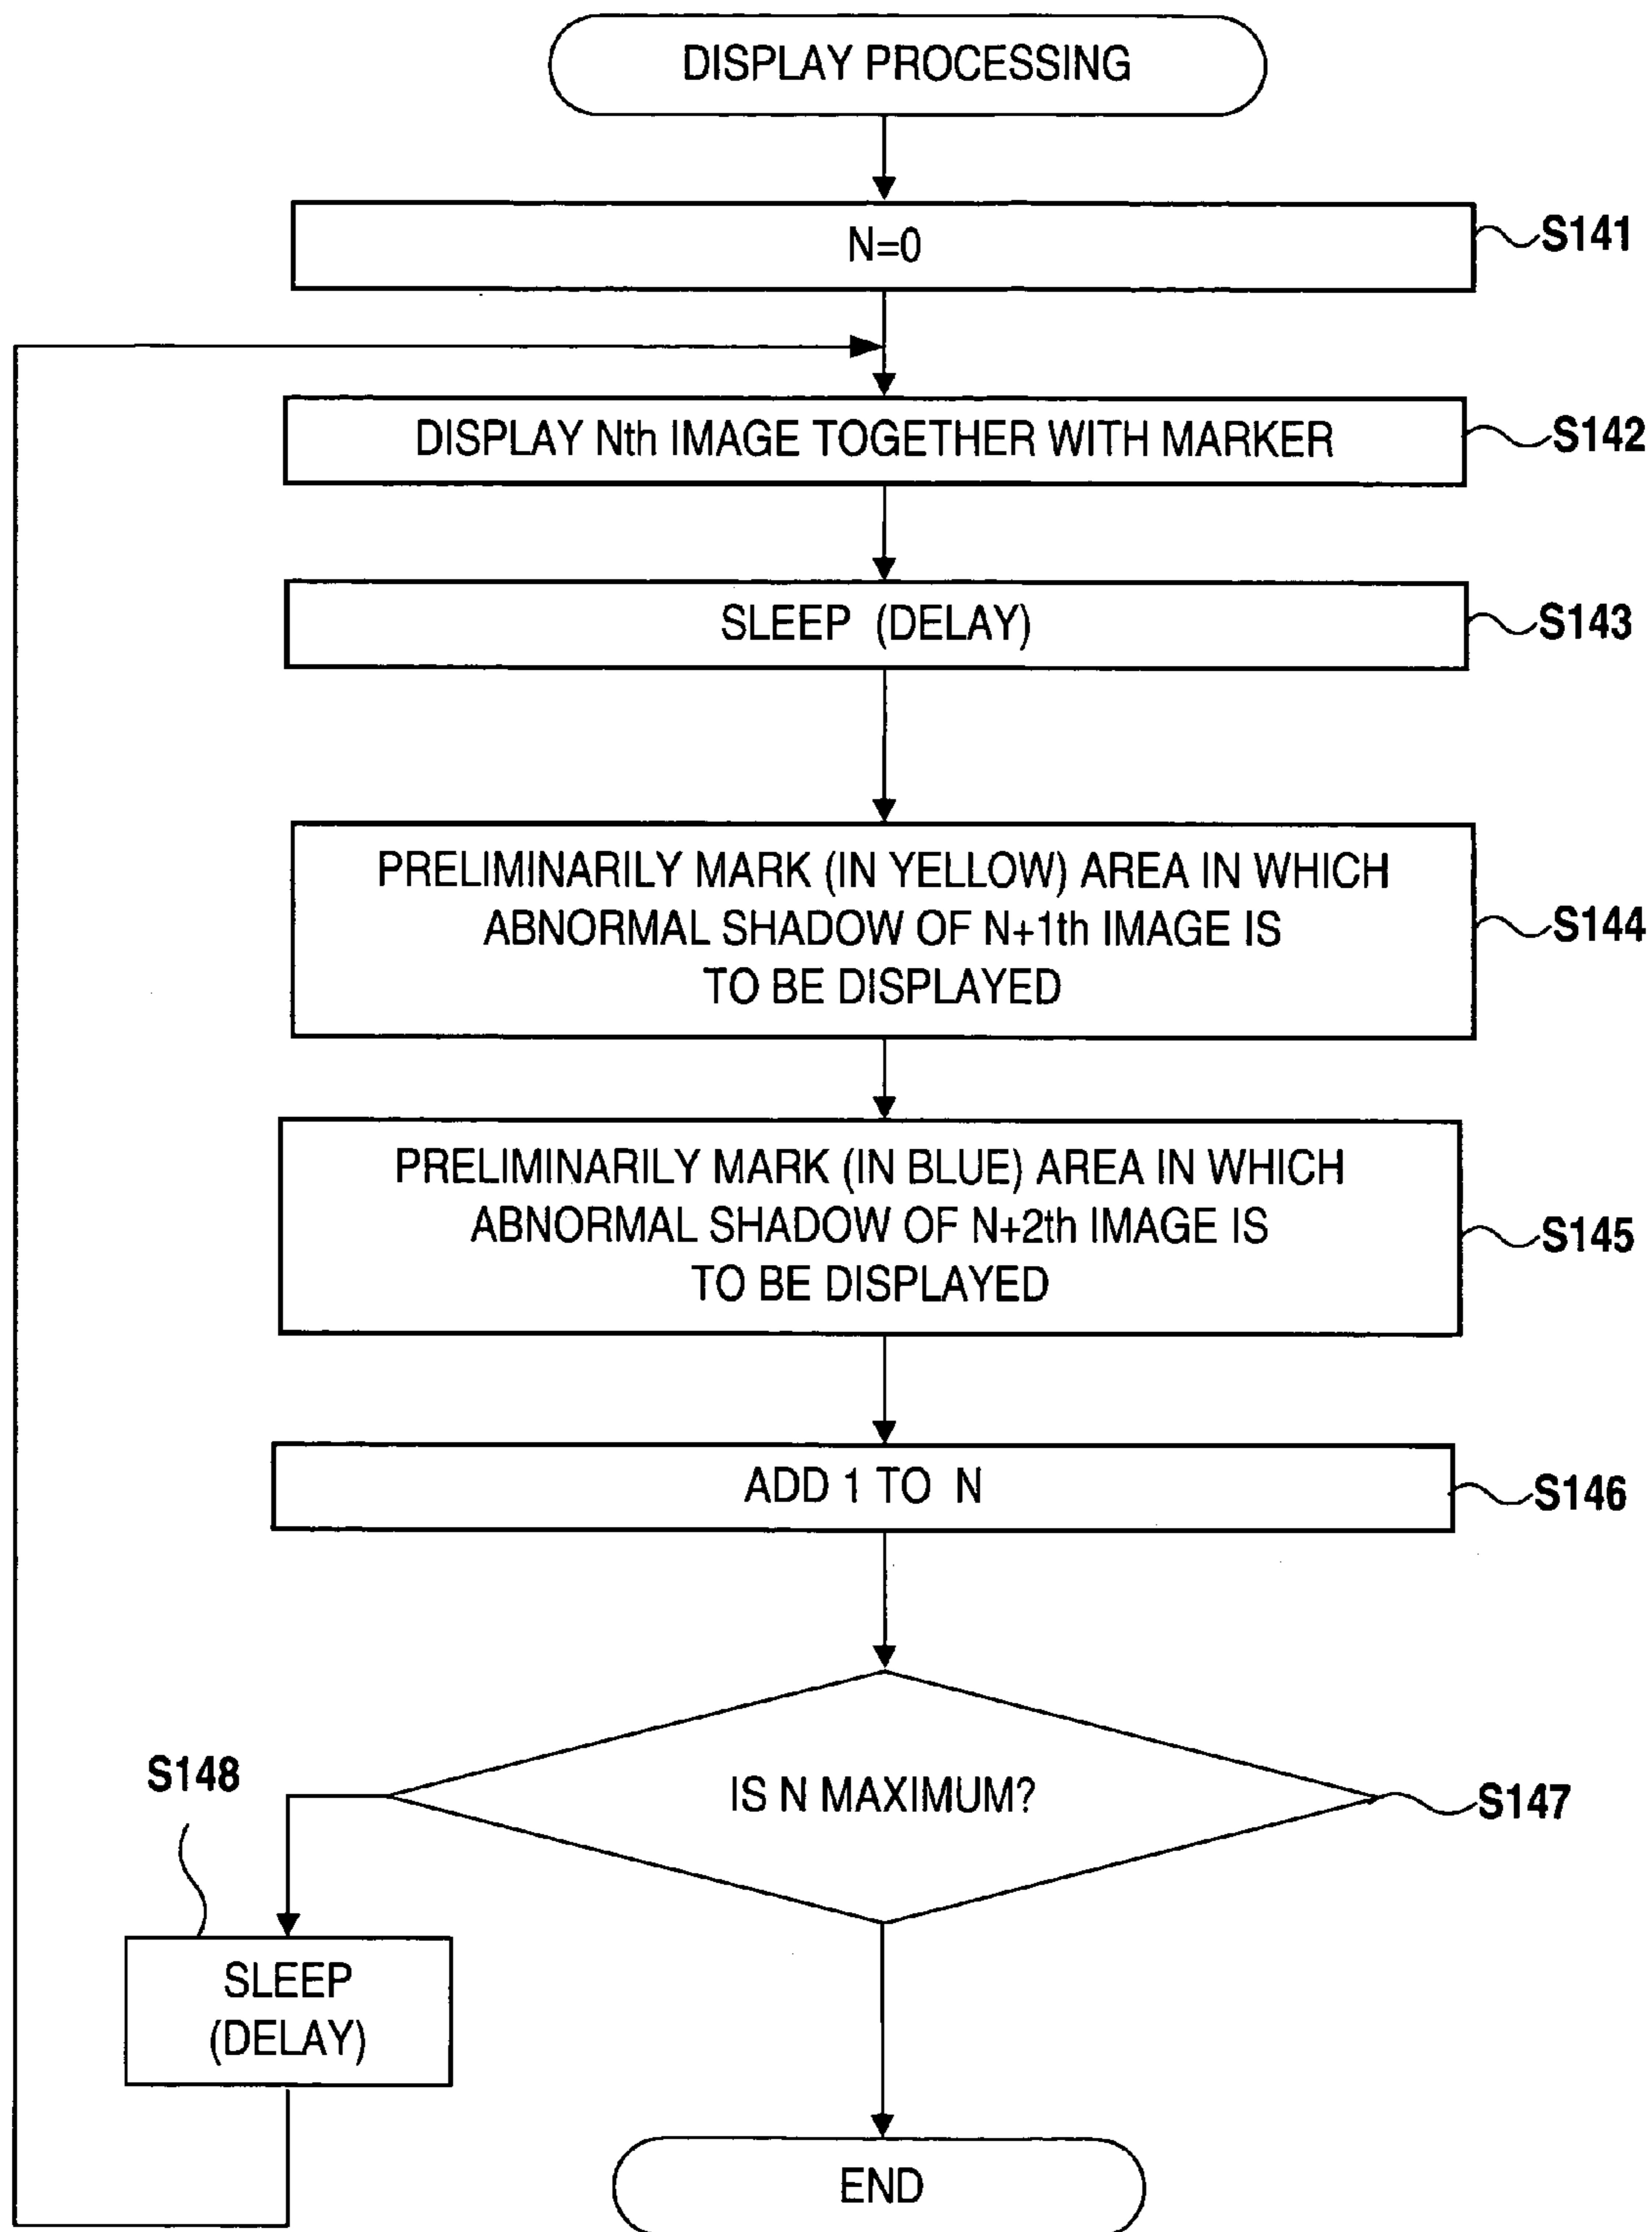 DISPLAY PROCESSING
N=0
S141
DISPLAY Nth IMAGE TOGETHER WITH MARKER
S142
SLEEP (DELAY)
S143
PRELIMINARILY MARK (IN YELLOW) AREA IN WHICH
ABNORMAL SHADOW OF N+1th IMAGE IS
TO BE DISPLAYED
S144
PRELIMINARILY MARK (IN BLUE) AREA IN WHICH
ABNORMAL SHADOW OF N+2th IMAGE IS
TO BE DISPLAYED
S145
ADD 1 TO N
S146
IS N MAXIMUM?
S147
S148
SLEEP
(DELAY)
END